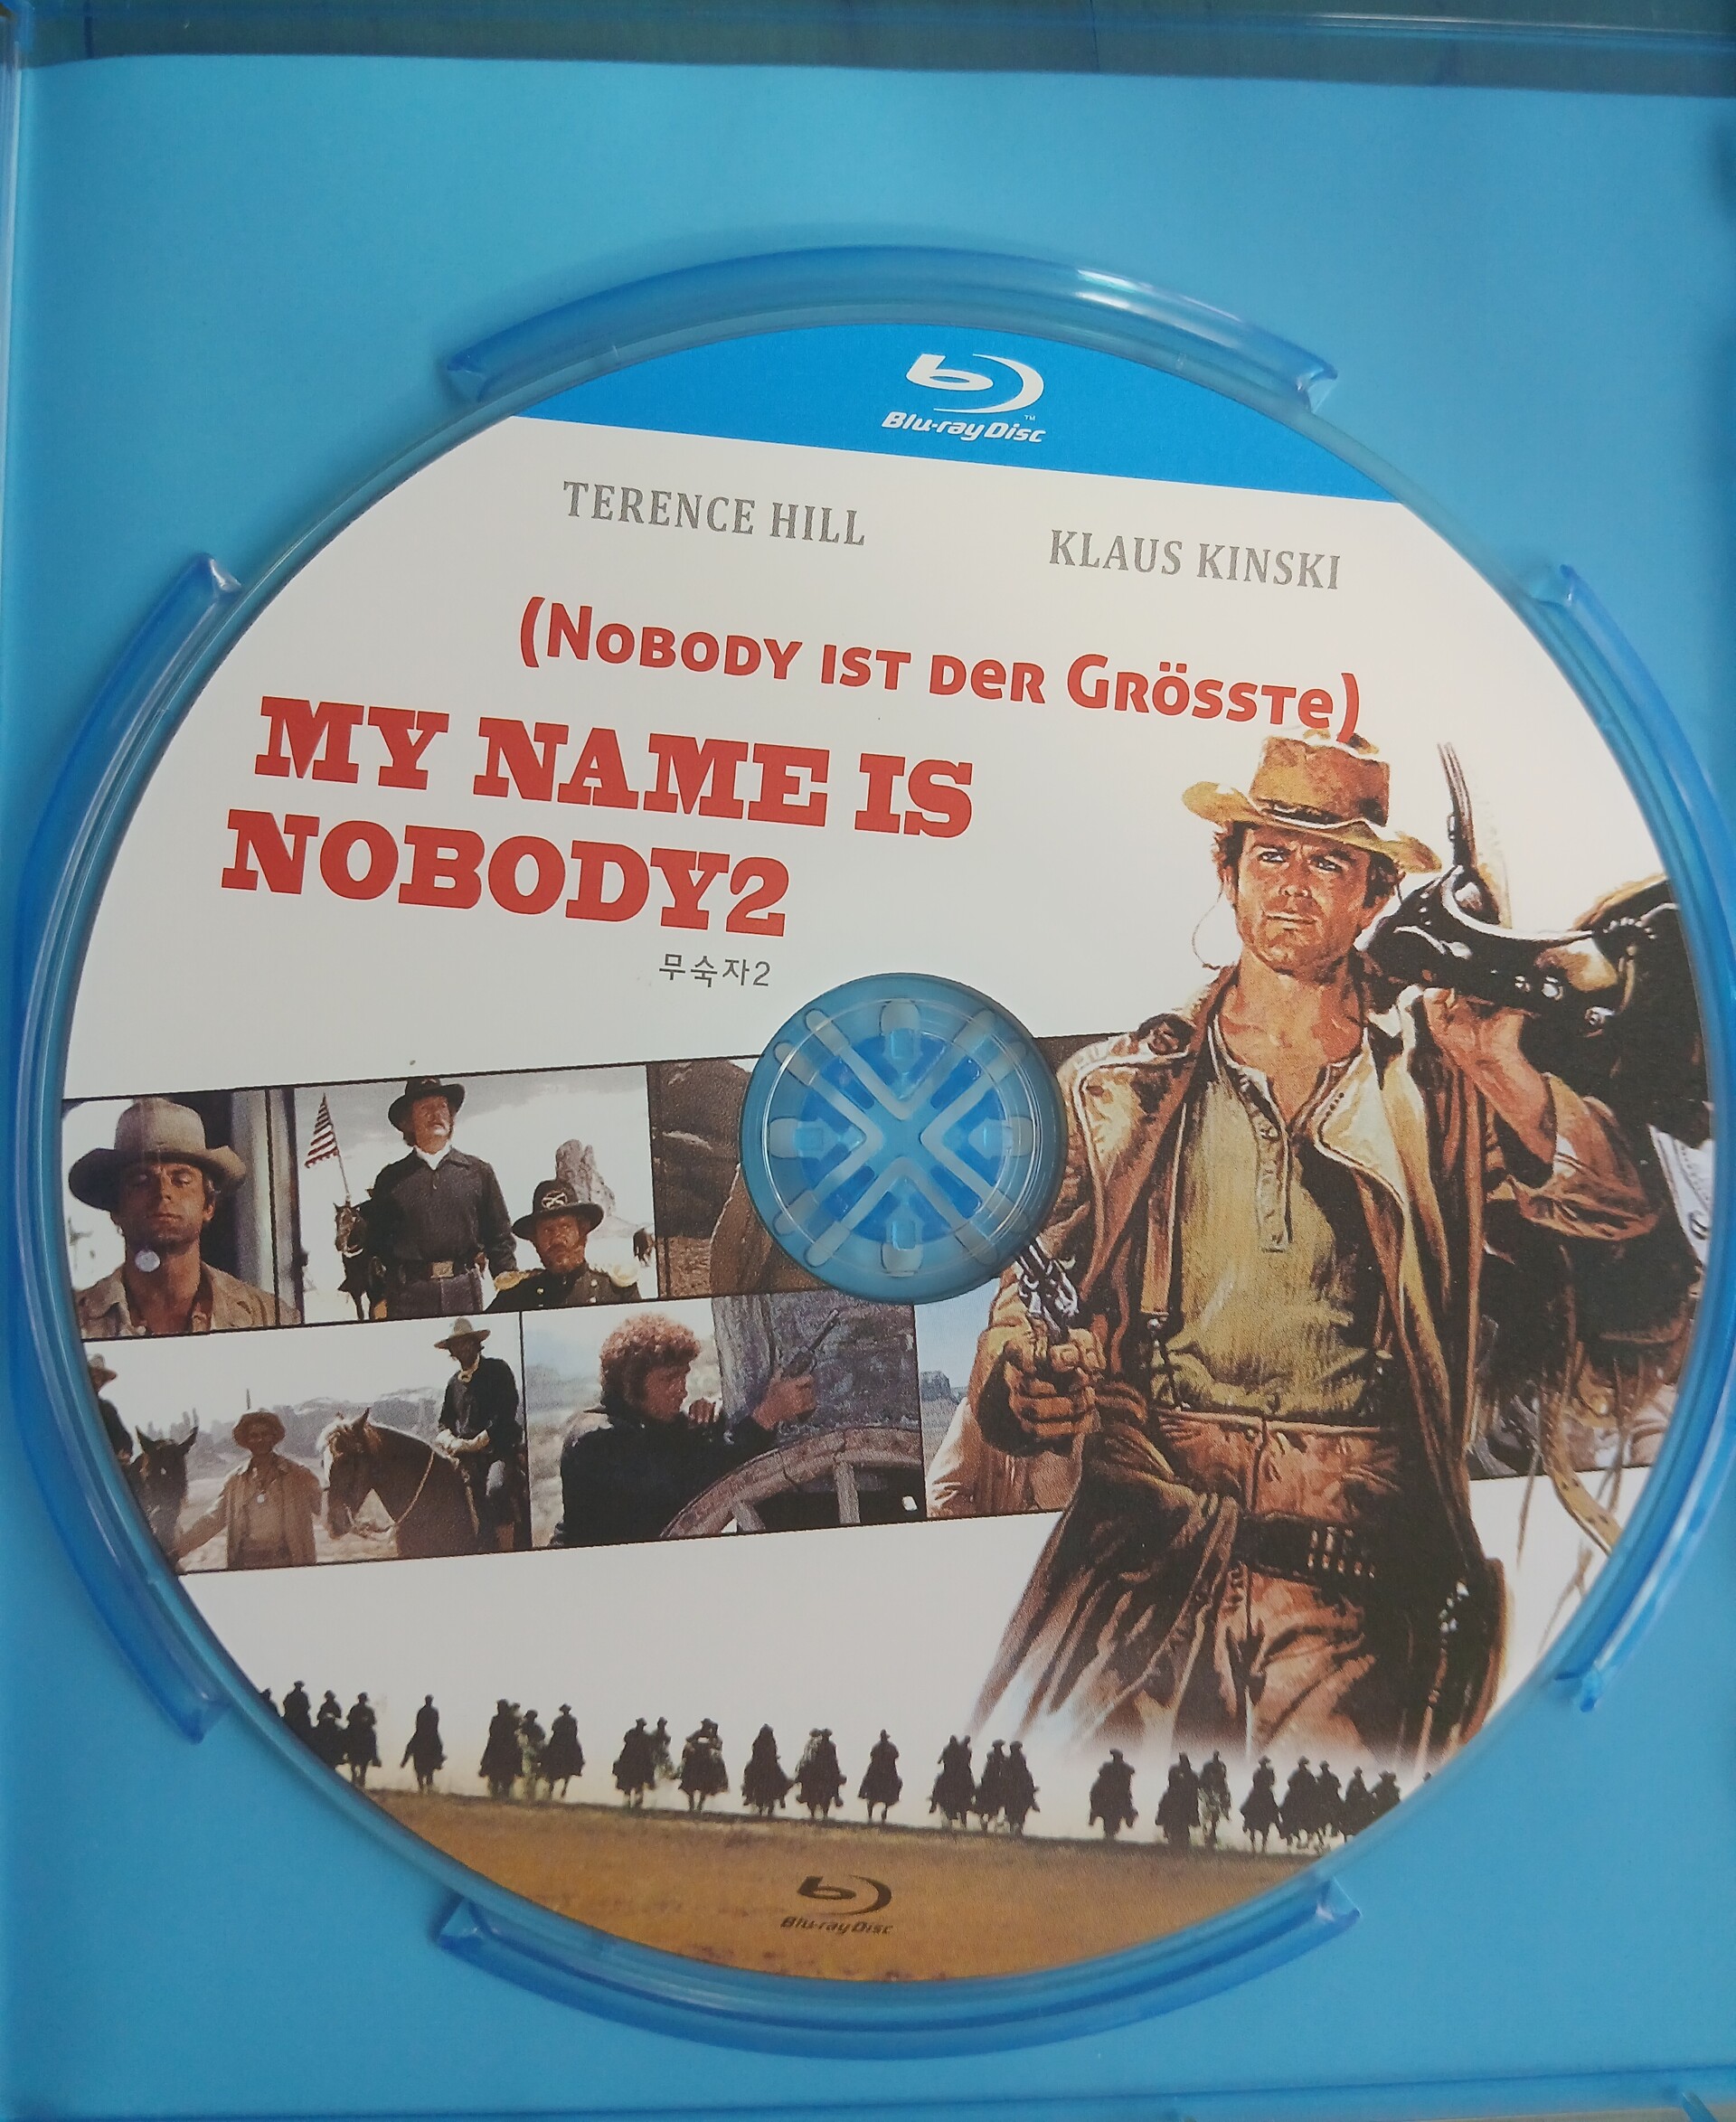 Blu-ray Disc™
TERENCE HILL KLAUS KINSKI
(NOBODY IST DER GRÖSSTE)
MY NAME IS
NOBODY2
무숙자2
Blu-ray Disc